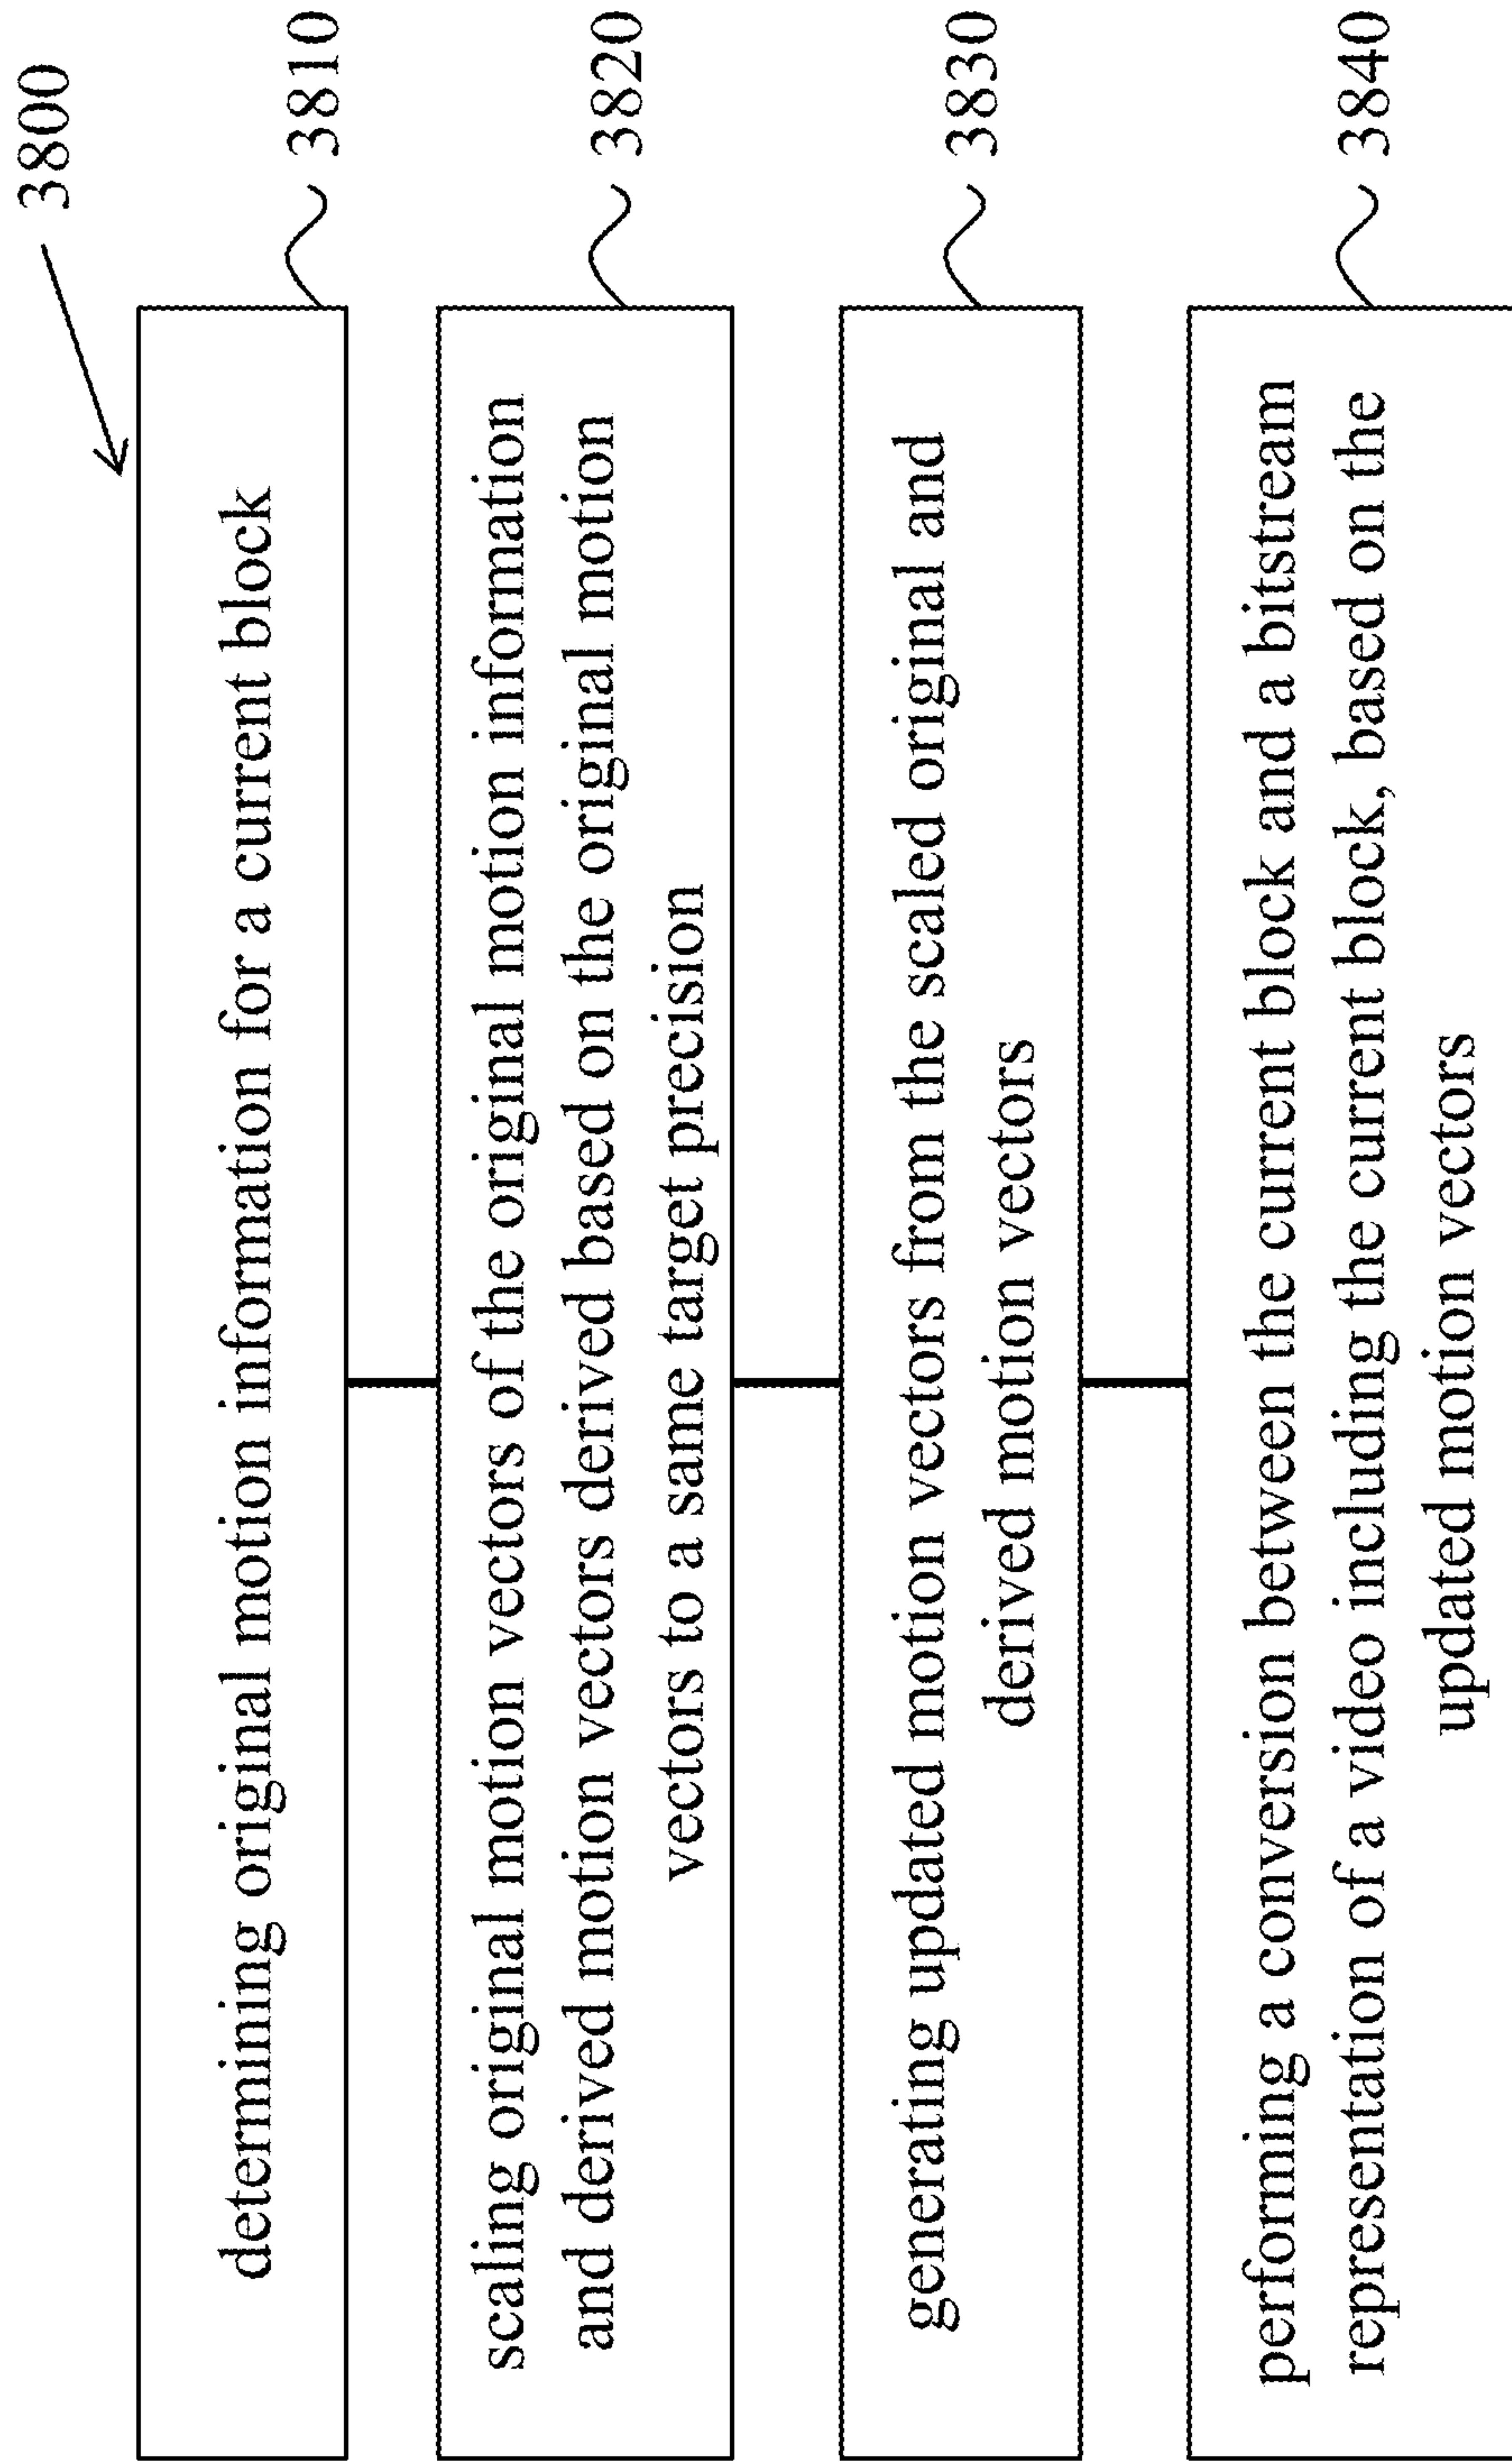 3800
determining original motion information for a current block
3810
scaling original motion vectors of the original motion information
and derived motion vectors derived based on the original motion
vectors to a same target precision
3820
generating updated motion vectors from the scaled original and
derived motion vectors
3830
performing a conversion between the current block and a bitstream
representation of a video including the current block, based on the
updated motion vectors
3840